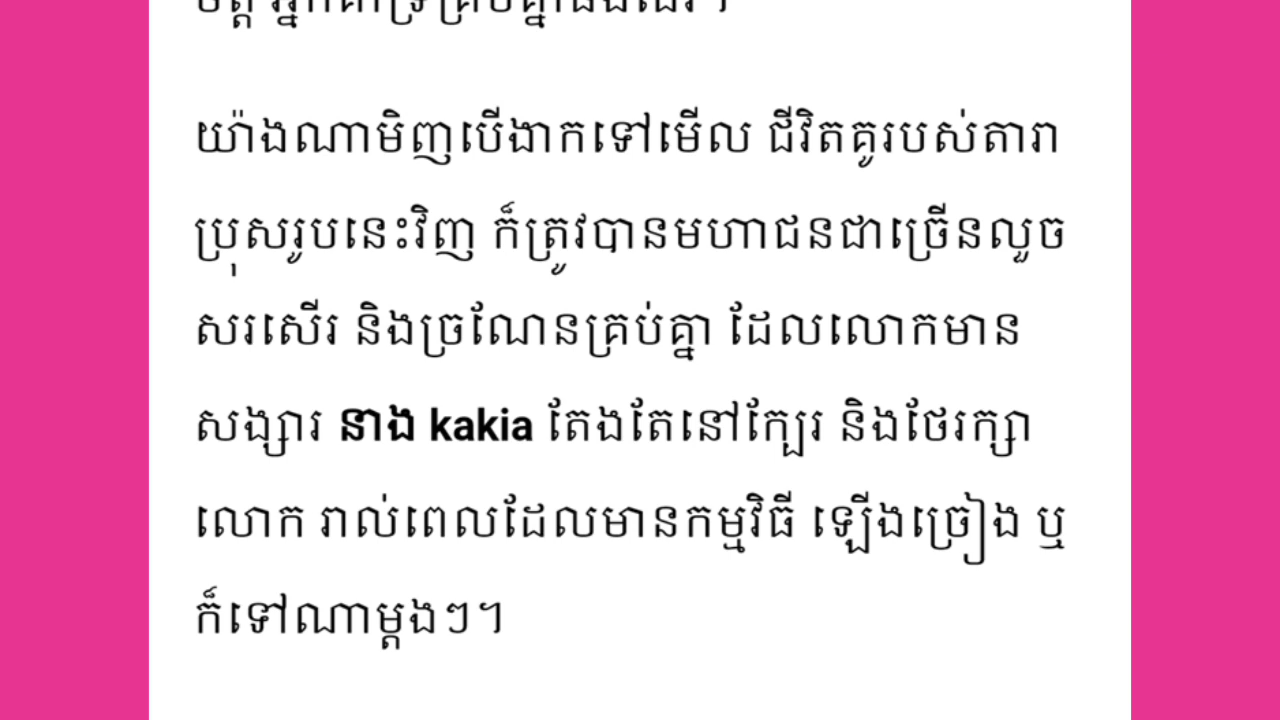 យ៉ាងណាមិញបើងាកទៅមើល ជីវិតគូរបស់តារា
ប្រុសរូបនេះវិញ ក៏ត្រូវបានមហាជនជាច្រើនលួច
សរសើរ និងច្រណែនគ្រប់គ្នា ដែលលោកមាន
សង្សារ នាង kakia តែងតែនៅក្បែរ និងថែរក្សា
លោក រាល់ពេលដែលមានកម្មវិធី ឡើងច្រៀង ឬ
ក៏ទៅណាម្ដងៗ។